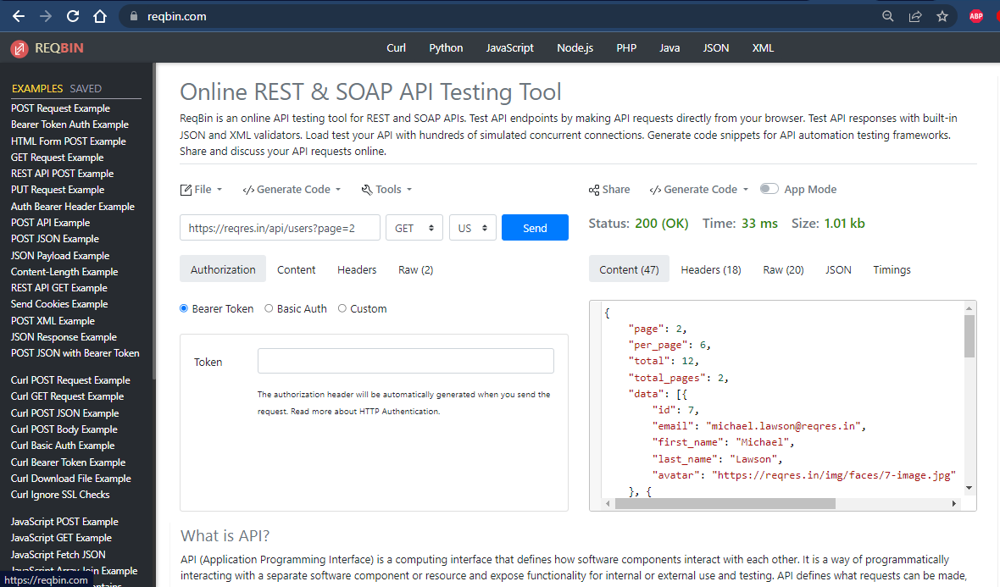 reqbin.com
ABP
REQBIN
Curl Python JavaScript Node.js PHP Java JSON XML
EXAMPLES SAVED
POST Request Example
Bearer Token Auth Example
HTML Form POST Example
GET Request Example
REST API POST Example
PUT Request Example
Auth Bearer Header Example
POST API Example
POST JSON Example
JSON Payload Example
Content-Length Example
REST API GET Example
Send Cookies Example
POST XML Example
JSON Response Example
POST JSON with Bearer Token
Curl POST Request Example
Curl GET Request Example
Curl POST JSON Example
Curl POST Body Example
Curl Basic Auth Example
Curl Bearer Token Example
Curl Download File Example
Curl Ignore SSL Checks
JavaScript POST Example
JavaScript GET Example
JavaScript Fetch JSON
JavaScript Array Join Example
https://reqbin.com
Online REST & SOAP API Testing Tool
ReqBin is an online API testing tool for REST and SOAP APIs. Test API endpoints by making API requests directly from your browser. Test API responses with built-in
JSON and XML validators. Load test your API with hundreds of simulated concurrent connections. Generate code snippets for API automation testing frameworks.
Share and discuss your API requests online.
File Generate Code Tools
https://reqres.in/api/users?page=2 GET US Send
Authorization Content Headers Raw (2)
Bearer Token Basic Auth Custom
Token
The authorization header will be automatically generated when you send the
request. Read more about HTTP Authentication.
Share Generate Code App Mode
Status: 200 (OK) Time: 33 ms Size: 1.01 kb
Content (47) Headers (18) Raw (20) JSON Timings
{
"page": 2,
"per_page": 6,
"total": 12,
"total_pages": 2,
"data": [{
"id": 7,
"email": "michael.lawson@reqres.in",
"first_name": "Michael",
"last_name": "Lawson",
"avatar": "https://reqres.in/img/faces/7-image.jpg"
}, {
What is API?
API (Application Programming Interface) is a computing interface that defines how software components interact with each other. It is a way of programmatically
interacting with a separate software component or resource and expose functionality for internal or external use and testing. API defines what requests can be made,